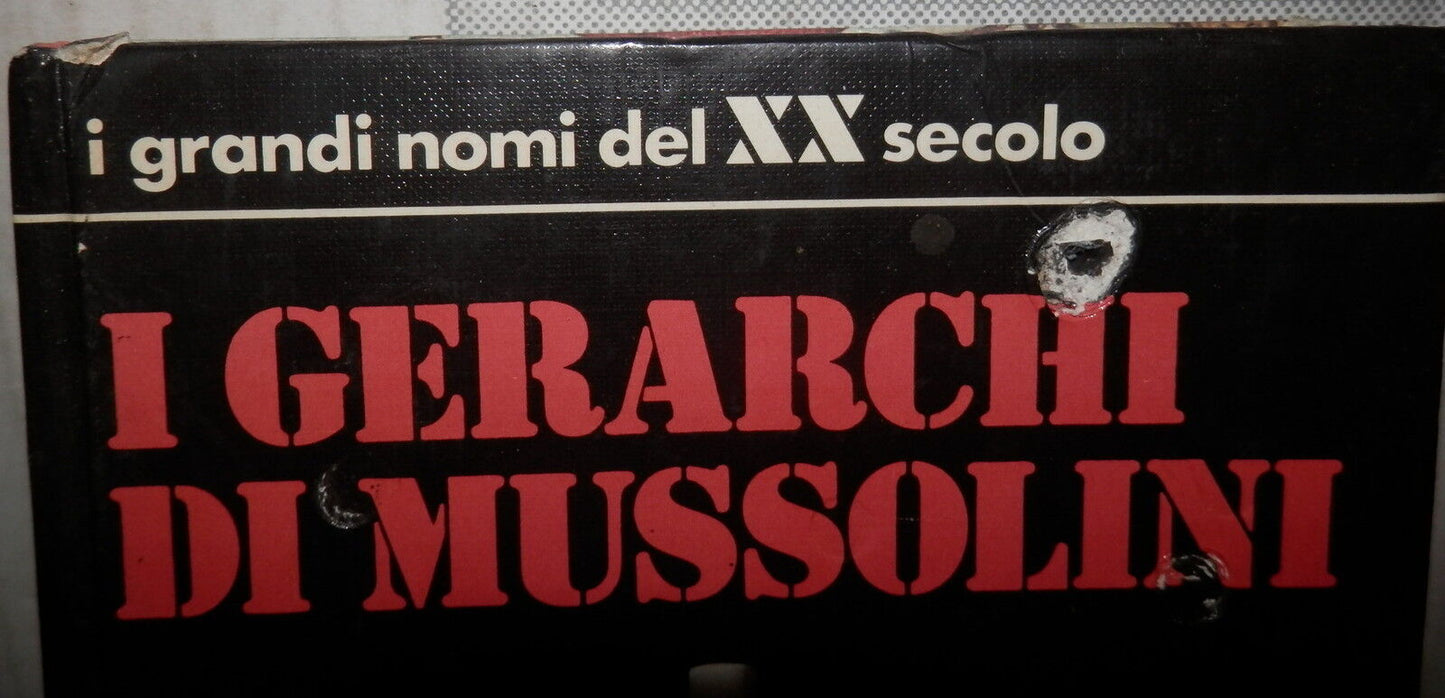 i grandi nomi del XX secolo
I GERARCHI
DI MUSSOLINI